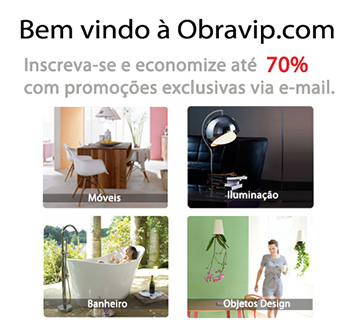 Bem vindo à Obravip.com
Inscreva-se e economize até 70%
com promoções exclusivas via e-mail.
Móveis
Iluminação
Banheiro
Objetos Design